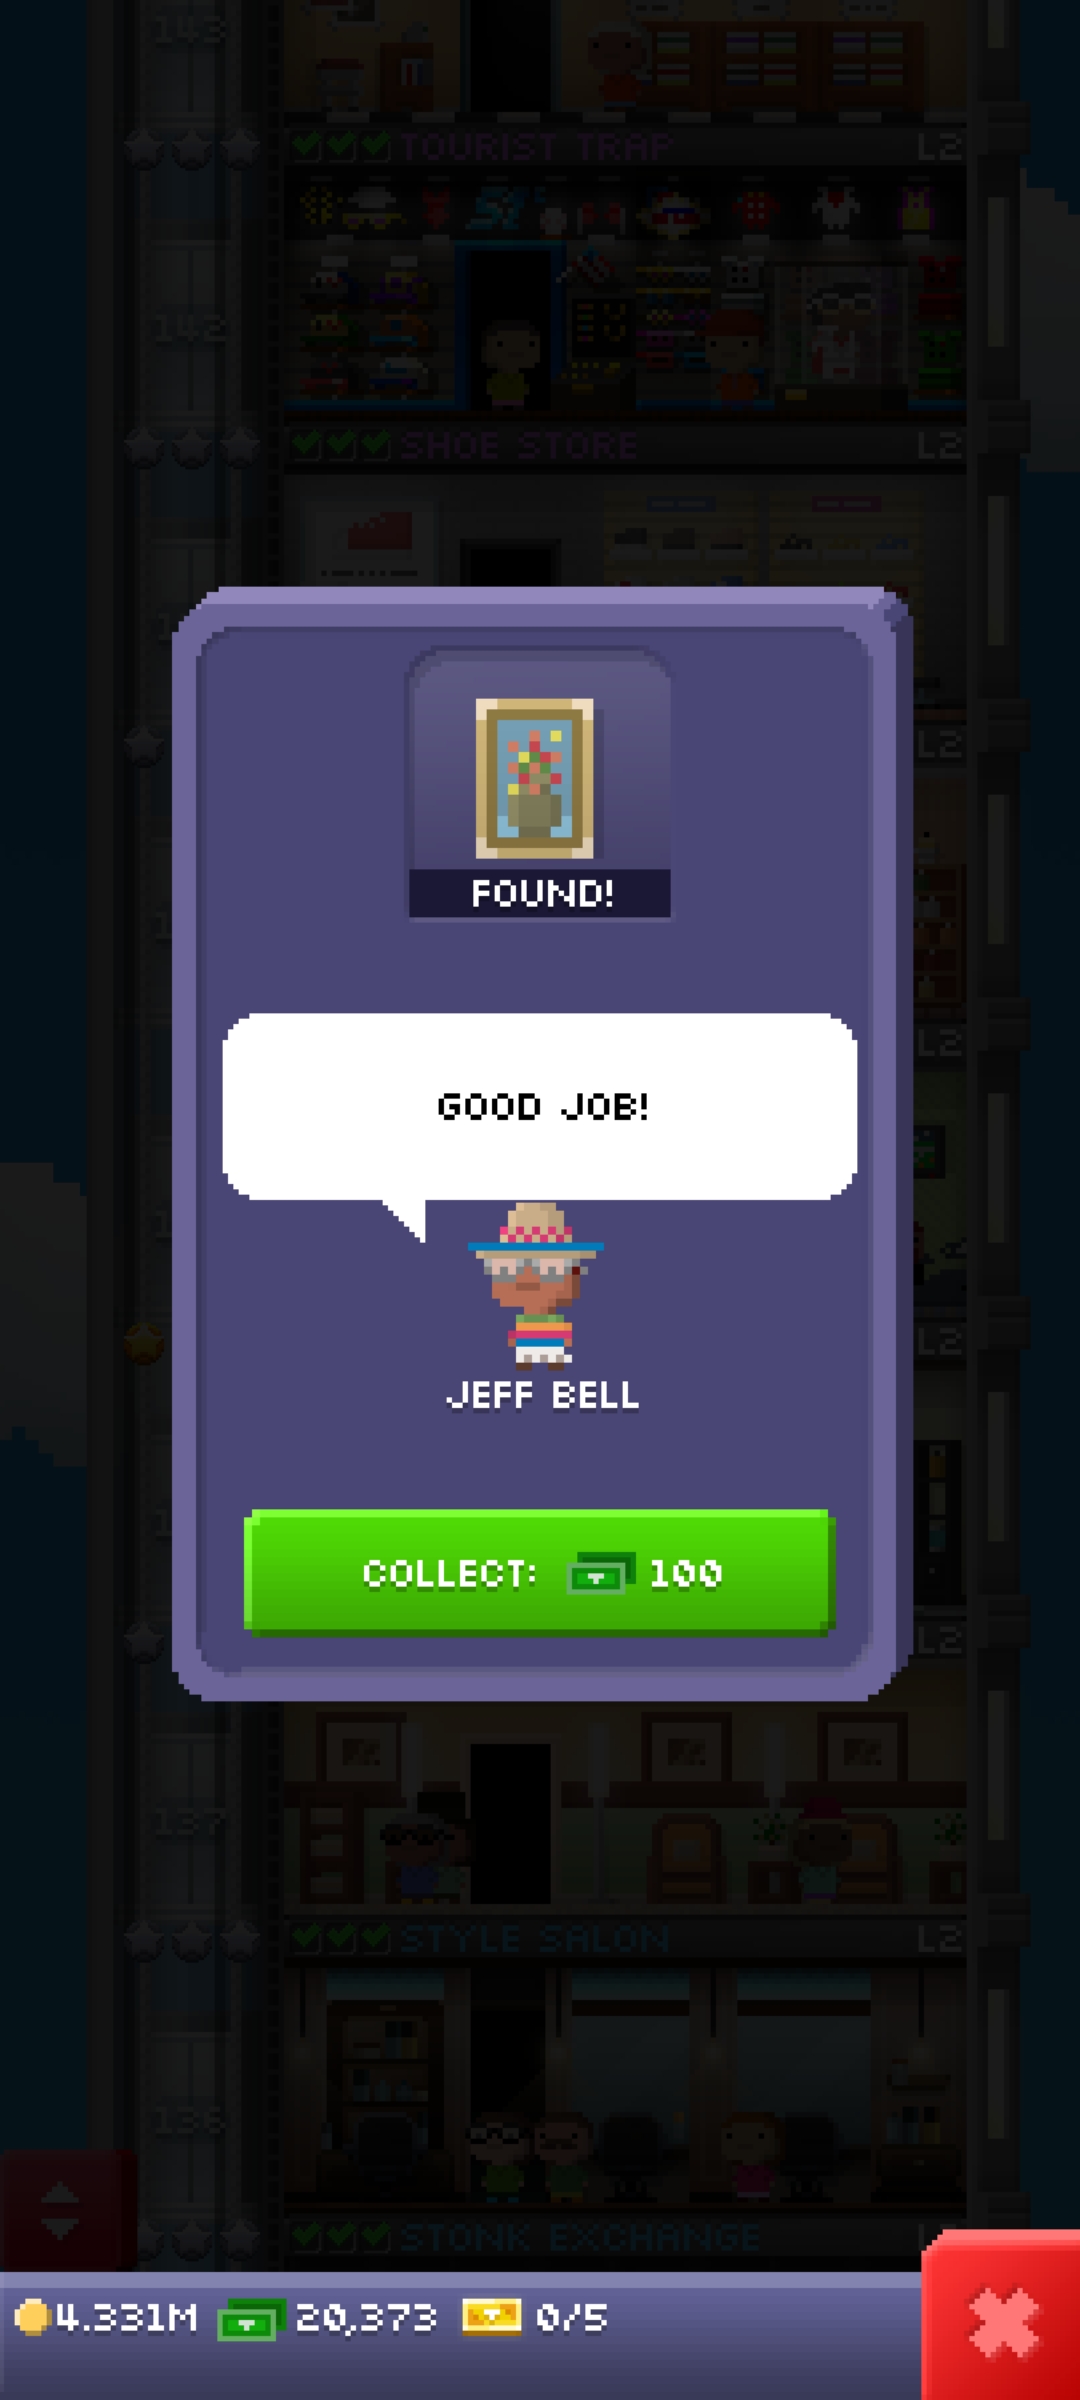 143
TOURIST TRAP L2
142
SHOE STORE L2
L2
FOUND!
L2
GOOD JOB!
L2
JEFF BELL
COLLECT: 100
L2
137
STYLE SALON L2
136
STONK EXCHANGE
4.331M 20,373 0/5